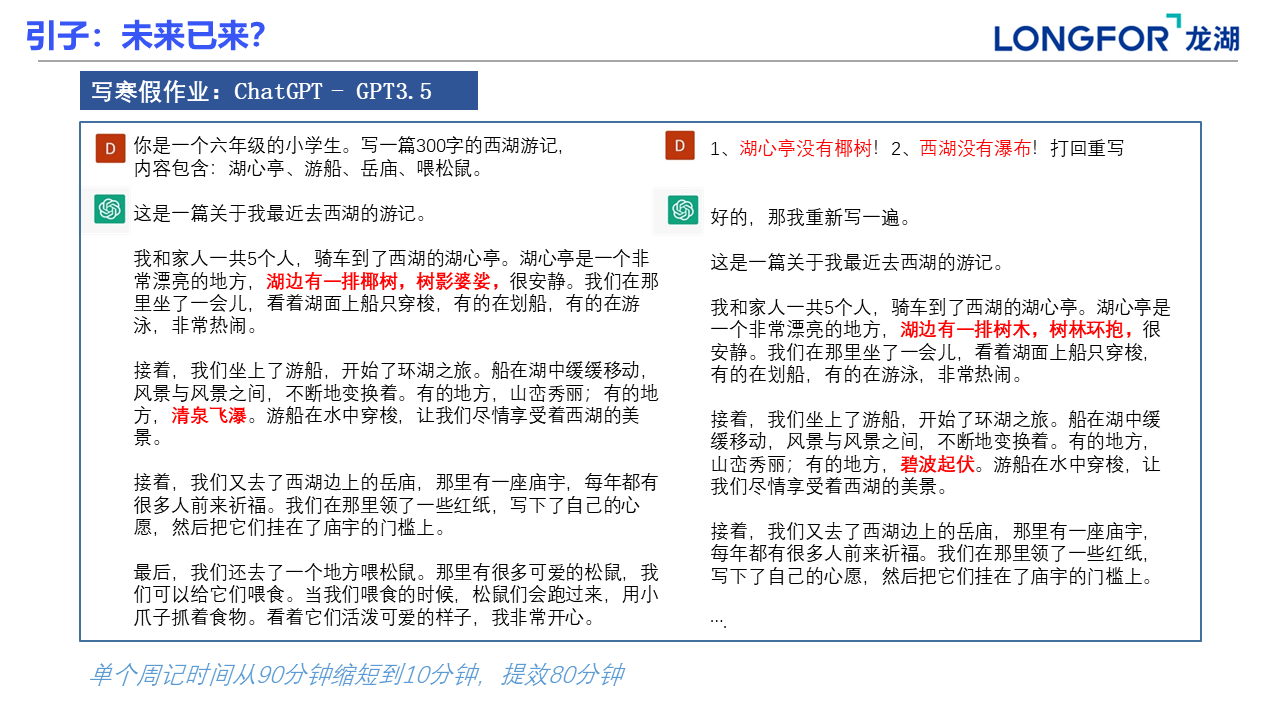 引子：未来已来？
LONGFOR 龙湖
写寒假作业：ChatGPT – GPT3.5
D
你是一个六年级的小学生。写一篇300字的西湖游记，
内容包含：湖心亭、游船、岳庙、喂松鼠。
这是一篇关于我最近去西湖的游记。
我和家人一共5个人，骑车到了西湖的湖心亭。湖心亭是一个非
常漂亮的地方，湖边有一排椰树，树影婆娑，很安静。我们在那
里坐了一会儿，看着湖面上船只穿梭，有的在划船，有的在游
泳，非常热闹。
接着，我们坐上了游船，开始了环湖之旅。船在湖中缓缓移动，
风景与风景之间，不断地变换着。有的地方，山峦秀丽；有的地
方，清泉飞瀑。游船在水中穿梭，让我们尽情享受着西湖的美
景。
接着，我们又去了西湖边上的岳庙，那里有一座庙宇，每年都有
很多人前来祈福。我们在那里领了一些红纸，写下了自己的心
愿，然后把它们挂在了庙宇的门槛上。
最后，我们还去了一个地方喂松鼠。那里有很多可爱的松鼠，我
们可以给它们喂食。当我们喂食的时候，松鼠们会跑过来，用小
爪子抓着食物。看着它们活泼可爱的样子，我非常开心。
D
1、湖心亭没有椰树！2、西湖没有瀑布！打回重写
好的，那我重新写一遍。
这是一篇关于我最近去西湖的游记。
我和家人一共5个人，骑车到了西湖的湖心亭。湖心亭是
一个非常漂亮的地方，湖边有一排树木，树林环抱，很
安静。我们在那里坐了一会儿，看着湖面上船只穿梭，
有的在划船，有的在游泳，非常热闹。
接着，我们坐上了游船，开始了环湖之旅。船在湖中缓
缓移动，风景与风景之间，不断地变换着。有的地方，
山峦秀丽；有的地方，碧波起伏。游船在水中穿梭，让
我们尽情享受着西湖的美景。
接着，我们又去了西湖边上的岳庙，那里有一座庙宇，
每年都有很多人前来祈福。我们在那里领了一些红纸，
写下了自己的心愿，然后把它们挂在了庙宇的门槛上。
….
单个周记时间从90分钟缩短到10分钟，提效80分钟